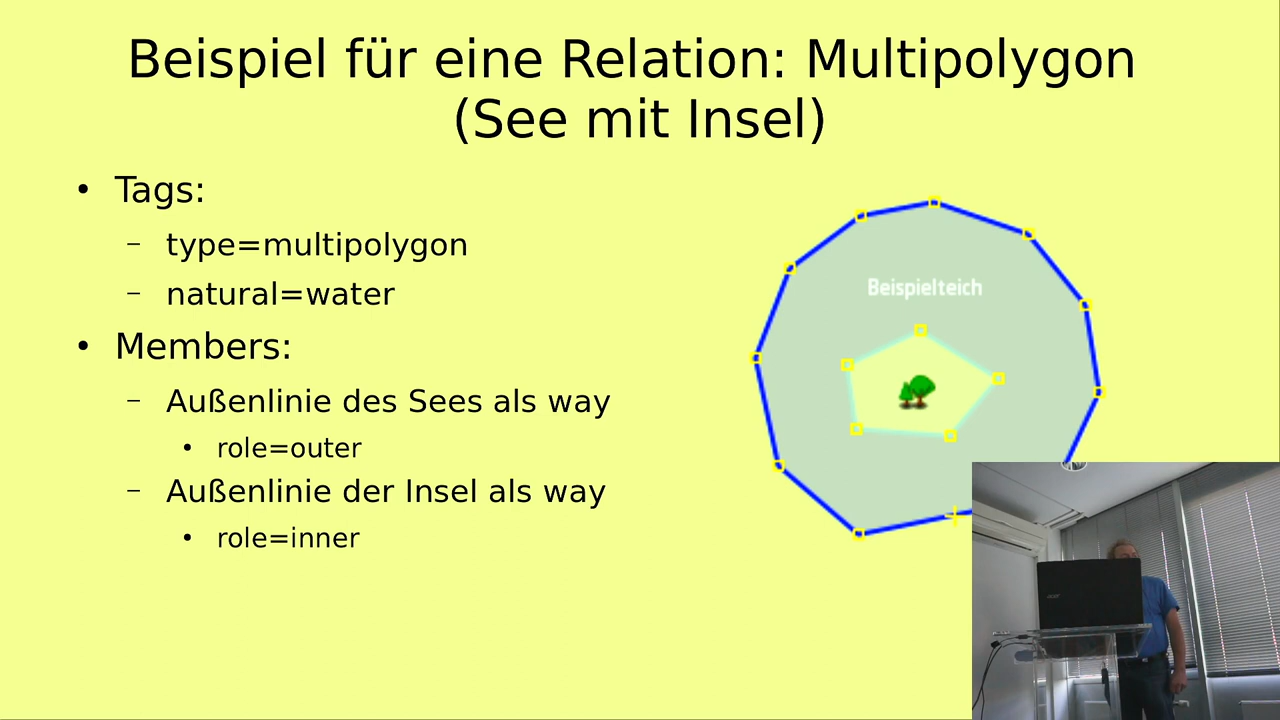 Beispiel für eine Relation: Multipolygon
(See mit Insel)
• Tags:
– type=multipolygon
– natural=water
• Members:
– Außenlinie des Sees als way
• role=outer
– Außenlinie der Insel als way
• role=inner
Beispielteich